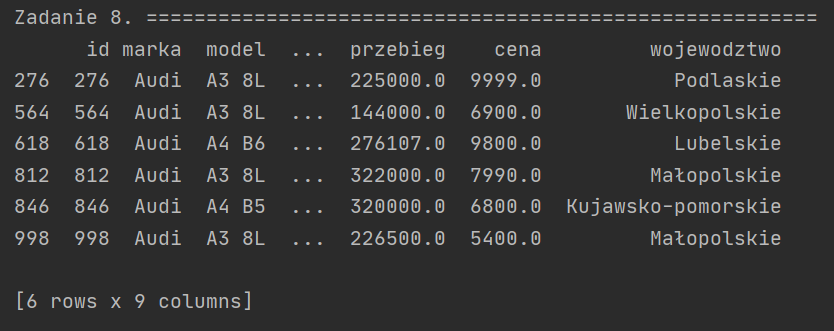 Zadanie 8. ========================================================
      id marka  model  ...  przebieg    cena         wojewodztwo
276  276  Audi  A3 8L  ...  225000.0  9999.0           Podlaskie
564  564  Audi  A3 8L  ...  144000.0  6900.0       Wielkopolskie
618  618  Audi  A4 B6  ...  276107.0  9800.0           Lubelskie
812  812  Audi  A3 8L  ...  322000.0  7990.0         Małopolskie
846  846  Audi  A4 B5  ...  320000.0  6800.0  Kujawsko-pomorskie
998  998  Audi  A3 8L  ...  226500.0  5400.0         Małopolskie
[6 rows x 9 columns]